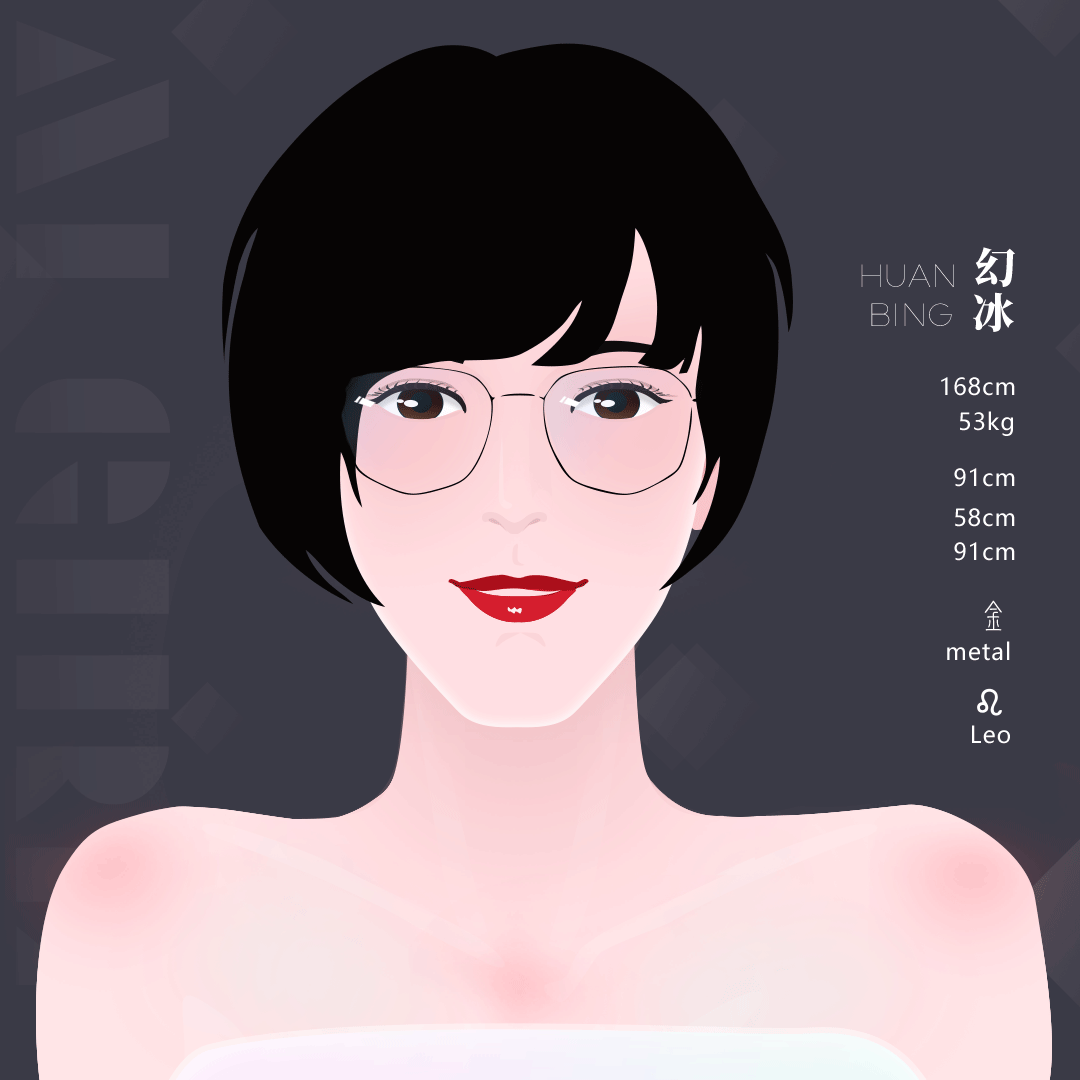 幻冰
HUAN
BING
168cm
53kg
91cm
58cm
91cm
金
metal
♌
Leo